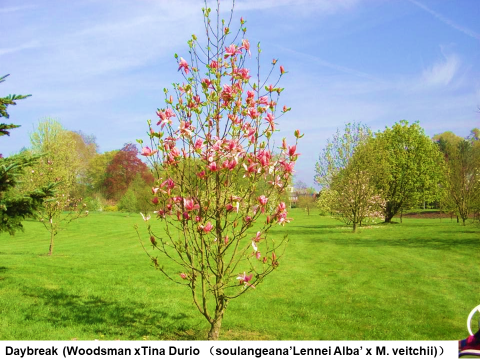 Daybreak (Woodsman xTina Durio （soulangeana’Lennei Alba’ x M. veitchii)）